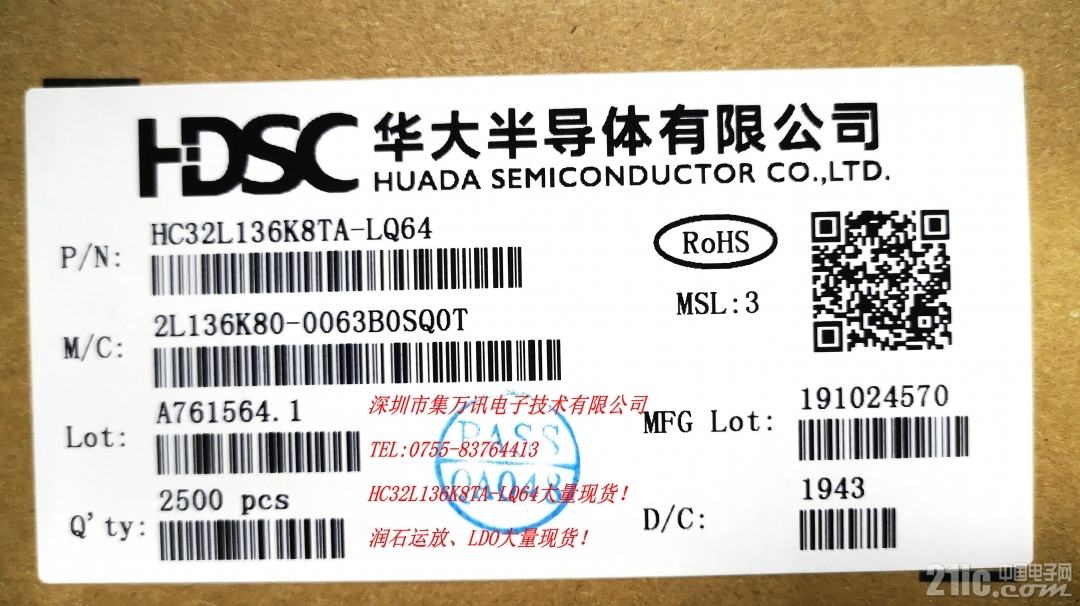 HDSC 华大半导体有限公司
HUADA SEMICONDUCTOR CO.,LTD.
P/N: HC32L136K8TA-LQ64
RoHS
MSL:3
M/C: 2L136K80-0063B0SQ0T
Lot: A761564.1
MFG Lot: 191024570
Q'ty: 2500 pcs
D/C: 1943
PASS
QA048
深圳市集万讯电子技术有限公司
TEL:0755-83764413
HC32L136K8TA-LQ64大量现货!
润石运放、LDO大量现货!
21ic.com 中国电子网